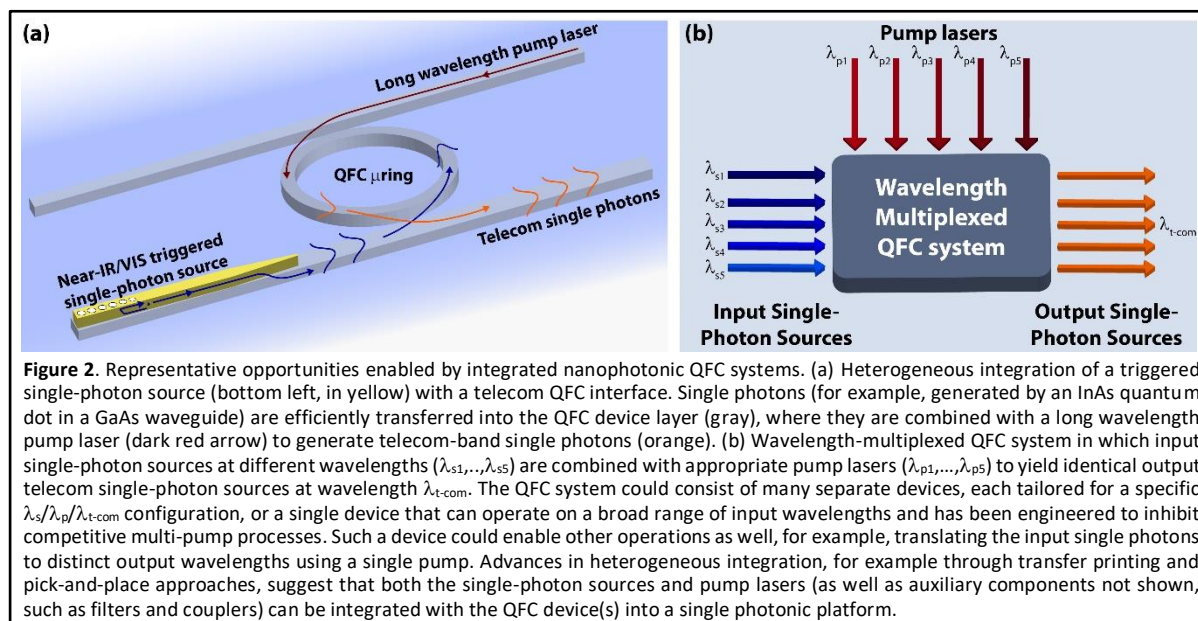 (a)
Long wavelength pump laser
QFC μring
Telecom single photons
Near-IR/VIS triggered
single-photon source
(b)
Pump lasers
λp1 λp2 λp3 λp4 λp5
λs1
λs2
λs3
λs4
λs5
Wavelength
Multiplexed
QFC system
λt-com
Input Single-
Photon Sources
Output Single-
Photon Sources
Figure 2. Representative opportunities enabled by integrated nanophotonic QFC systems. (a) Heterogeneous integration of a triggered
single-photon source (bottom left, in yellow) with a telecom QFC interface. Single photons (for example, generated by an InAs quantum
dot in a GaAs waveguide) are efficiently transferred into the QFC device layer (gray), where they are combined with a long wavelength
pump laser (dark red arrow) to generate telecom-band single photons (orange). (b) Wavelength-multiplexed QFC system in which input
single-photon sources at different wavelengths (λs1,..,λs5) are combined with appropriate pump lasers (λp1,...,λp5) to yield identical output
telecom single-photon sources at wavelength λt-com. The QFC system could consist of many separate devices, each tailored for a specific
λs/λp/λt-com configuration, or a single device that can operate on a broad range of input wavelengths and has been engineered to inhibit
competitive multi-pump processes. Such a device could enable other operations as well, for example, translating the input single photons
to distinct output wavelengths using a single pump. Advances in heterogeneous integration, for example through transfer printing and
pick-and-place approaches, suggest that both the single-photon sources and pump lasers (as well as auxiliary components not shown,
such as filters and couplers) can be integrated with the QFC device(s) into a single photonic platform.